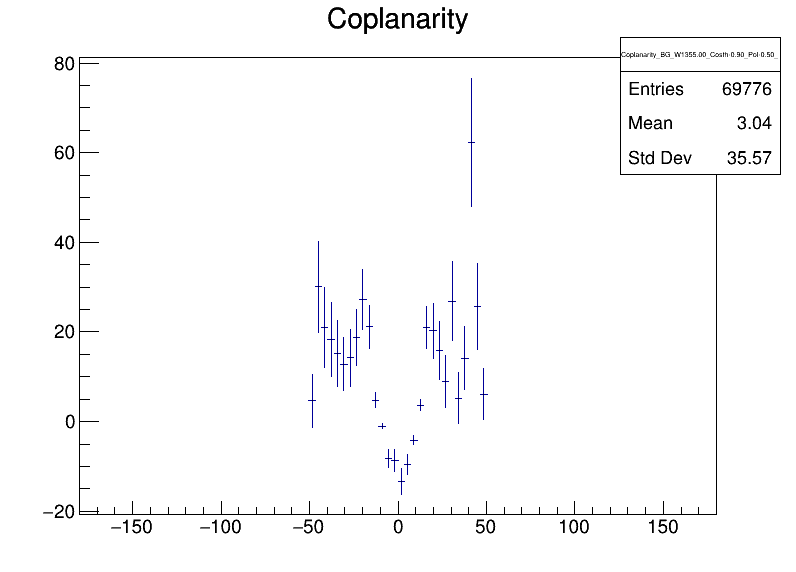 Coplanarity
Coplanarity_BG_W1355.00_Costh-0.90_Pol-0.50_
Entries 69776
Mean 3.04
Std Dev 35.57
80
60
40
20
0
−20
−150 −100 −50 0 50 100 150